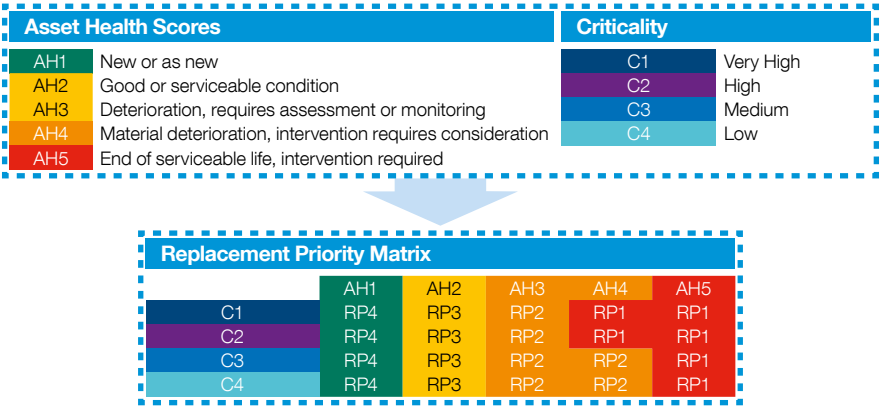 Asset Health Scores
AH1 New or as new
AH2 Good or serviceable condition
AH3 Deterioration, requires assessment or monitoring
AH4 Material deterioration, intervention requires consideration
AH5 End of serviceable life, intervention required
Criticality
C1 Very High
C2 High
C3 Medium
C4 Low
Replacement Priority Matrix
AH1 AH2 AH3 AH4 AH5
C1 RP4 RP3 RP2 RP1 RP1
C2 RP4 RP3 RP2 RP1 RP1
C3 RP4 RP3 RP2 RP2 RP1
C4 RP4 RP3 RP2 RP2 RP1